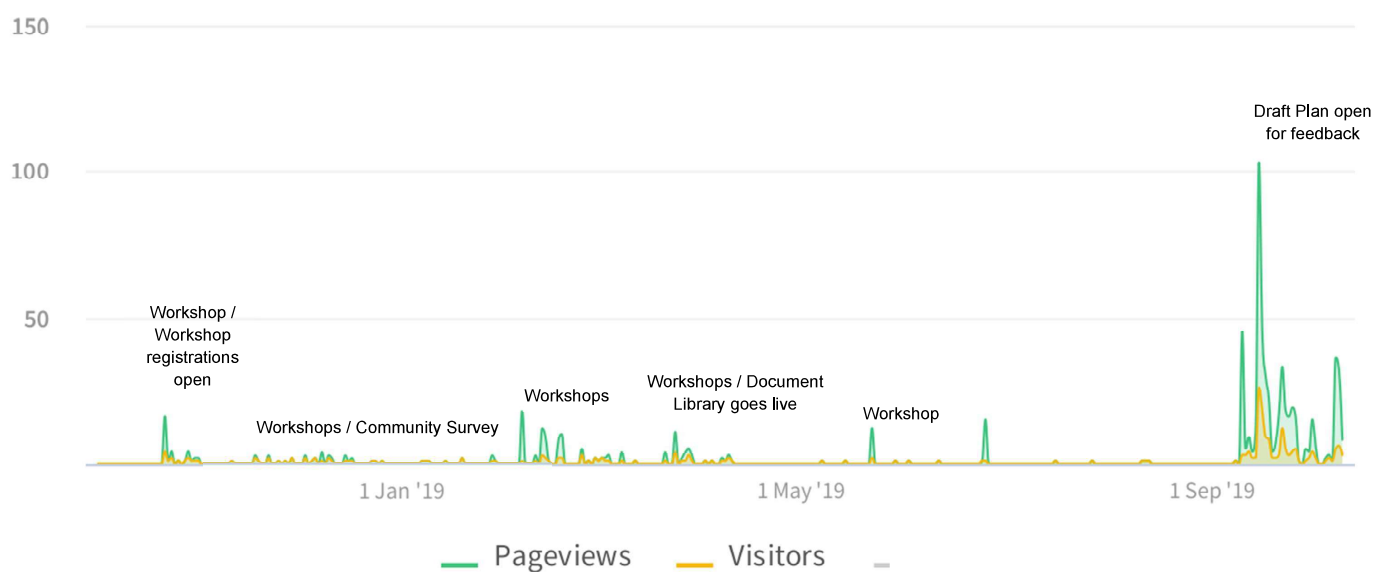 150
Draft Plan open
for feedback
100
50
Workshop /
Workshop
registrations
open
Workshops / Community Survey
Workshops
Workshops / Document
Library goes live
Workshop
1 Jan '19
1 May '19
1 Sep '19
Pageviews
Visitors